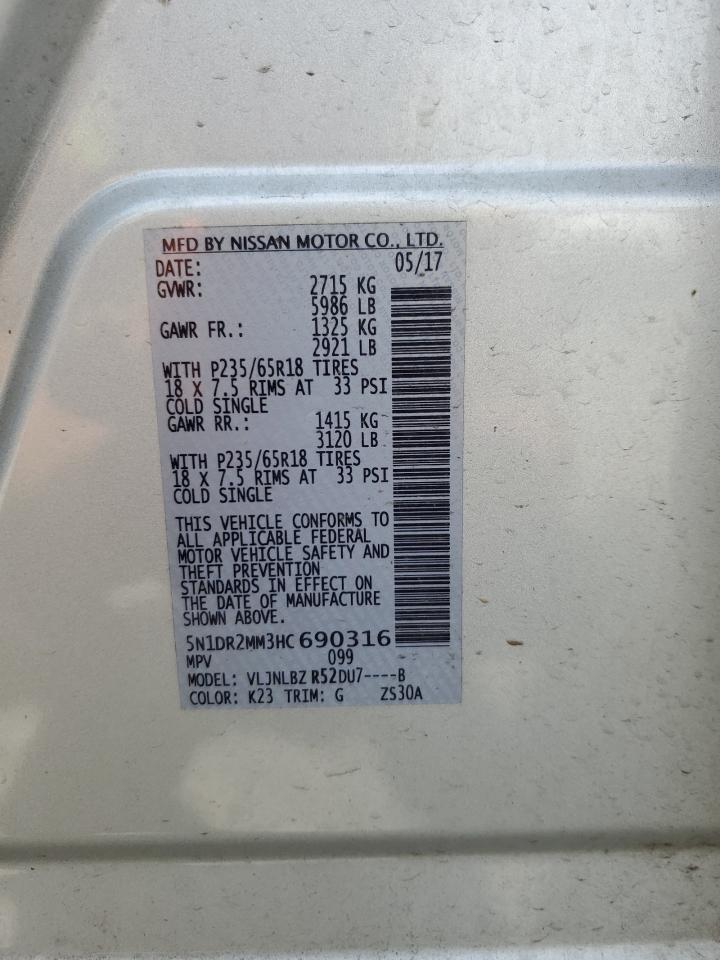 MFD BY NISSAN MOTOR CO., LTD.
DATE: 05/17
GVWR: 2715 KG
5986 LB
GAWR FR.: 1325 KG
2921 LB
WITH P235/65R18 TIRES
18 X 7.5 RIMS AT 33 PSI
COLD SINGLE
GAWR RR.: 1415 KG
3120 LB
WITH P235/65R18 TIRES
18 X 7.5 RIMS AT 33 PSI
COLD SINGLE
THIS VEHICLE CONFORMS TO
ALL APPLICABLE FEDERAL
MOTOR VEHICLE SAFETY AND
THEFT PREVENTION
STANDARDS IN EFFECT ON
THE DATE OF MANUFACTURE
SHOWN ABOVE.
5N1DR2MM3HC 690316
MPV 099
MODEL: VLJNLBZ R52DU7----B
COLOR: K23 TRIM: G ZS30A